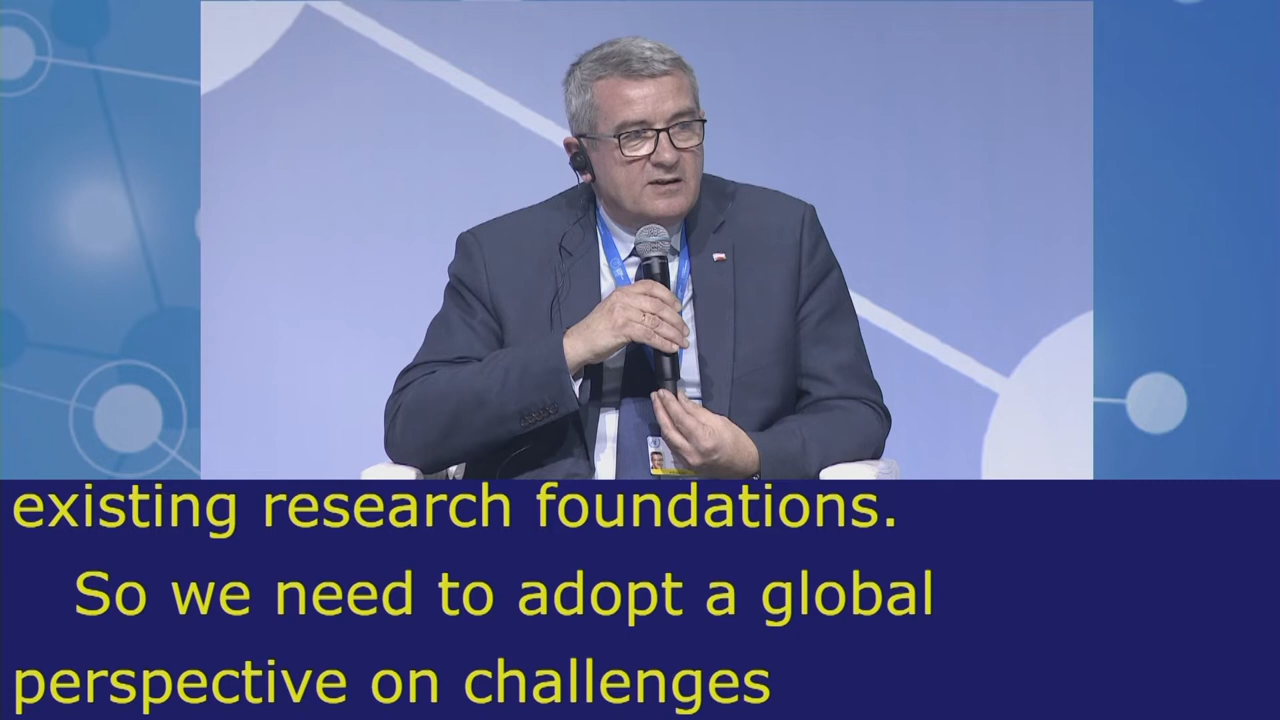 existing research foundations.
So we need to adopt a global
perspective on challenges